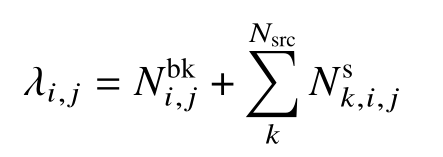 λ_{i,j} = N^{bk}_{i,j} + \sum_{k}^{N_{src}} N^{s}_{k,i,j}